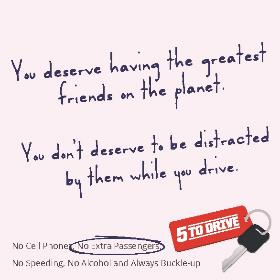 You deserve having the greatest
friends on the planet.
You don't deserve to be distracted
by them while you drive.
5 TO DRIVE
No Cell Phones, No Extra Passengers,
No Speeding, No Alcohol and Always Buckle-up